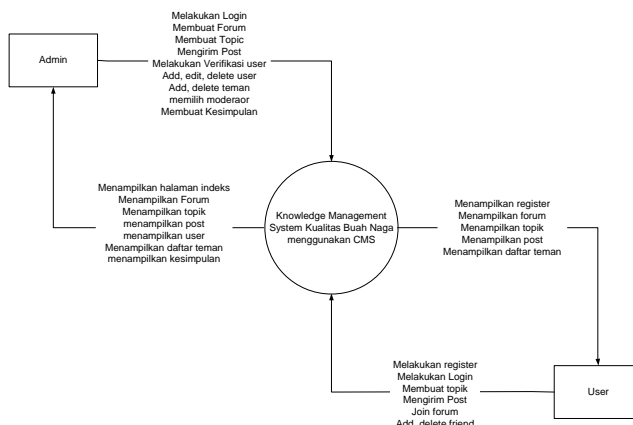 Admin
Melakukan Login
Membuat Forum
Membuat Topic
Mengirim Post
Melakukan Verifikasi user
Add, edit, delete user
Add, delete teman
memilih moderaor
Membuat Kesimpulan
Menampilkan halaman indeks
Menampilkan Forum
Menampilkan topik
menampilkan post
menampilkan user
Menampilkan daftar teman
menampilkan kesimpulan
Knowledge Management
System Kualitas Buah Naga
menggunakan CMS
Menampilkan register
Menampilkan forum
Menampilkan topik
Menampilkan post
Menampilkan daftar teman
Melakukan register
Melakukan Login
Membuat topik
Mengirim Post
Join forum
Add, delete friend
User